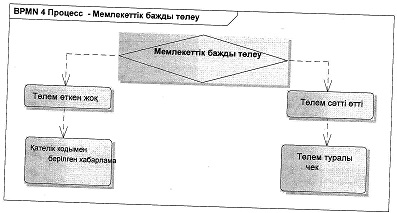 BPMN 4 Процесс - Мемлекеттік бажды төлеу
Мемлекеттік бажды төлеу
Төлем өткен жоқ
Төлем сәтті өтті
Қателік кодымен
берілген хабарлама
Төлем туралы
чек